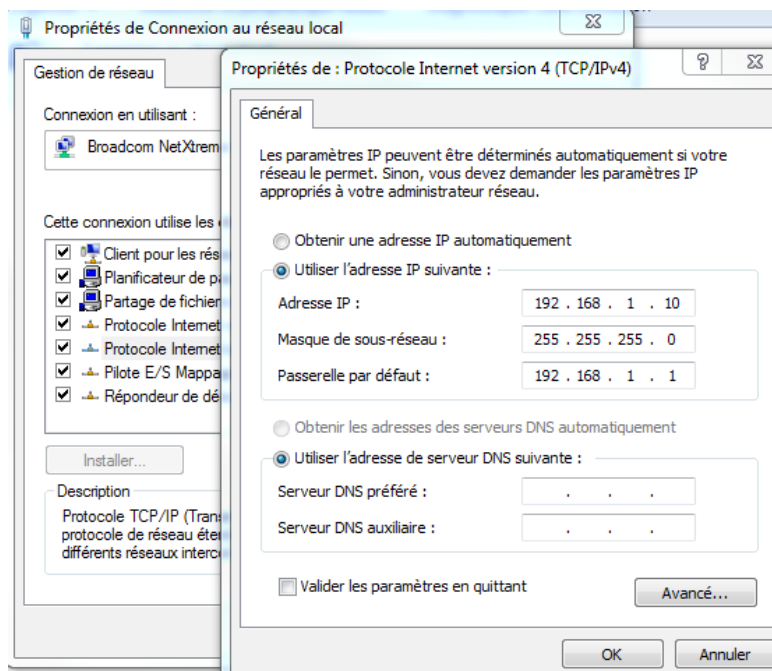 Propriétés de Connexion au réseau local
Gestion de réseau
Connexion en utilisant :
Broadcom NetXtrem
Cette connexion utilise les
Client pour les rés
Planificateur de pa
Partage de fichier
Protocole Internet
Protocole Internet
Pilote E/S Mappa
Répondeur de dé
Installer...
Description
Protocole TCP/IP (Trans
protocole de réseau éten
différents réseaux interc
Propriétés de : Protocole Internet version 4 (TCP/IPv4)
Général
Les paramètres IP peuvent être déterminés automatiquement si votre
réseau le permet. Sinon, vous devez demander les paramètres IP
appropriés à votre administrateur réseau.
Obtenir une adresse IP automatiquement
Utiliser l'adresse IP suivante :
Adresse IP : 192 . 168 . 1 . 10
Masque de sous-réseau : 255 . 255 . 255 . 0
Passerelle par défaut : 192 . 168 . 1 . 1
Obtenir les adresses des serveurs DNS automatiquement
Utiliser l'adresse de serveur DNS suivante :
Serveur DNS préféré : . . .
Serveur DNS auxiliaire : . . .
Valider les paramètres en quittant
Avancé...
OK Annuler